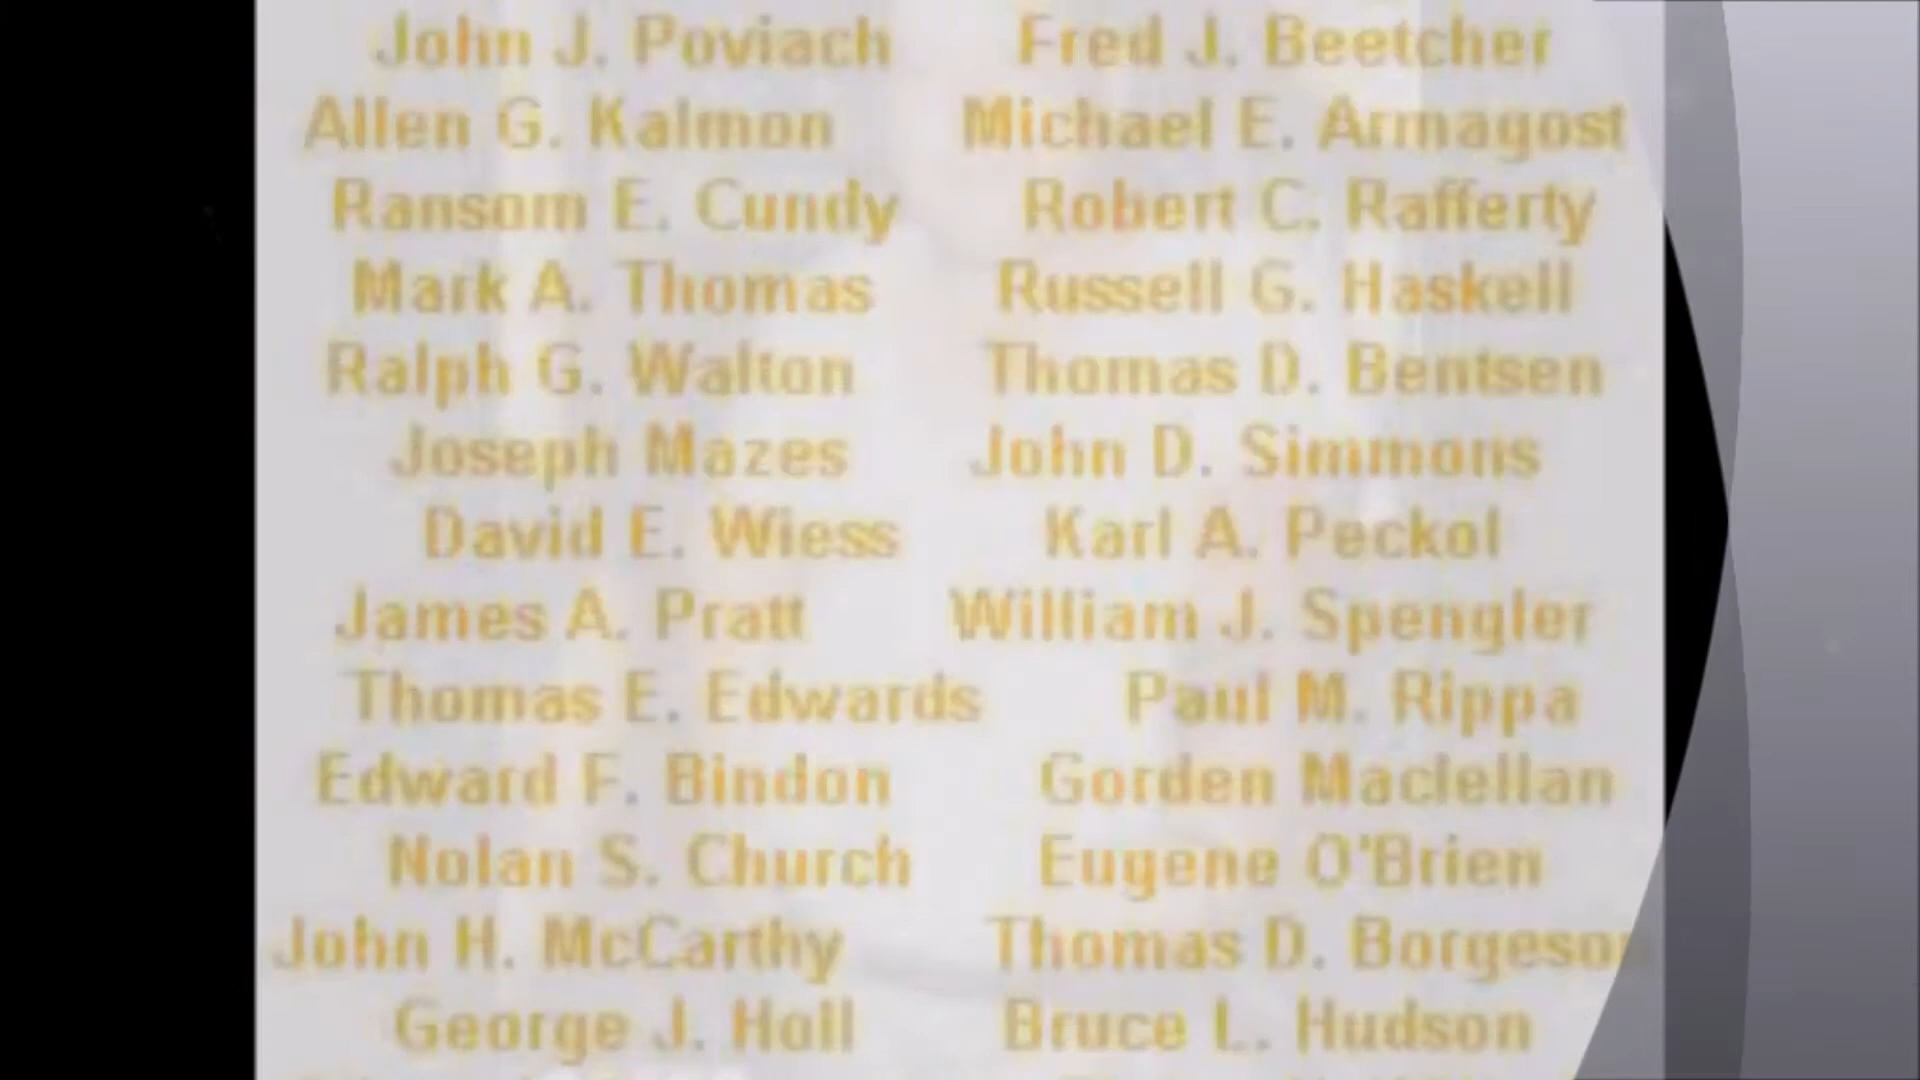 John J. Poviach Fred J. Beetcher
Allen G. Kalmon Michael E. Armagost
Ransom E. Cundy Robert C. Rafferty
Mark A. Thomas Russell G. Haskell
Ralph G. Walton Thomas D. Bentsen
Joseph Mazes John D. Simmons
David E. Wiess Karl A. Peckol
James A. Pratt William J. Spengler
Thomas E. Edwards Paul M. Rippa
Edward F. Bindon Gorden Maclellan
Nolan S. Church Eugene O'Brien
John H. McCarthy Thomas D. Borgeson
George J. Holl Bruce L. Hudson